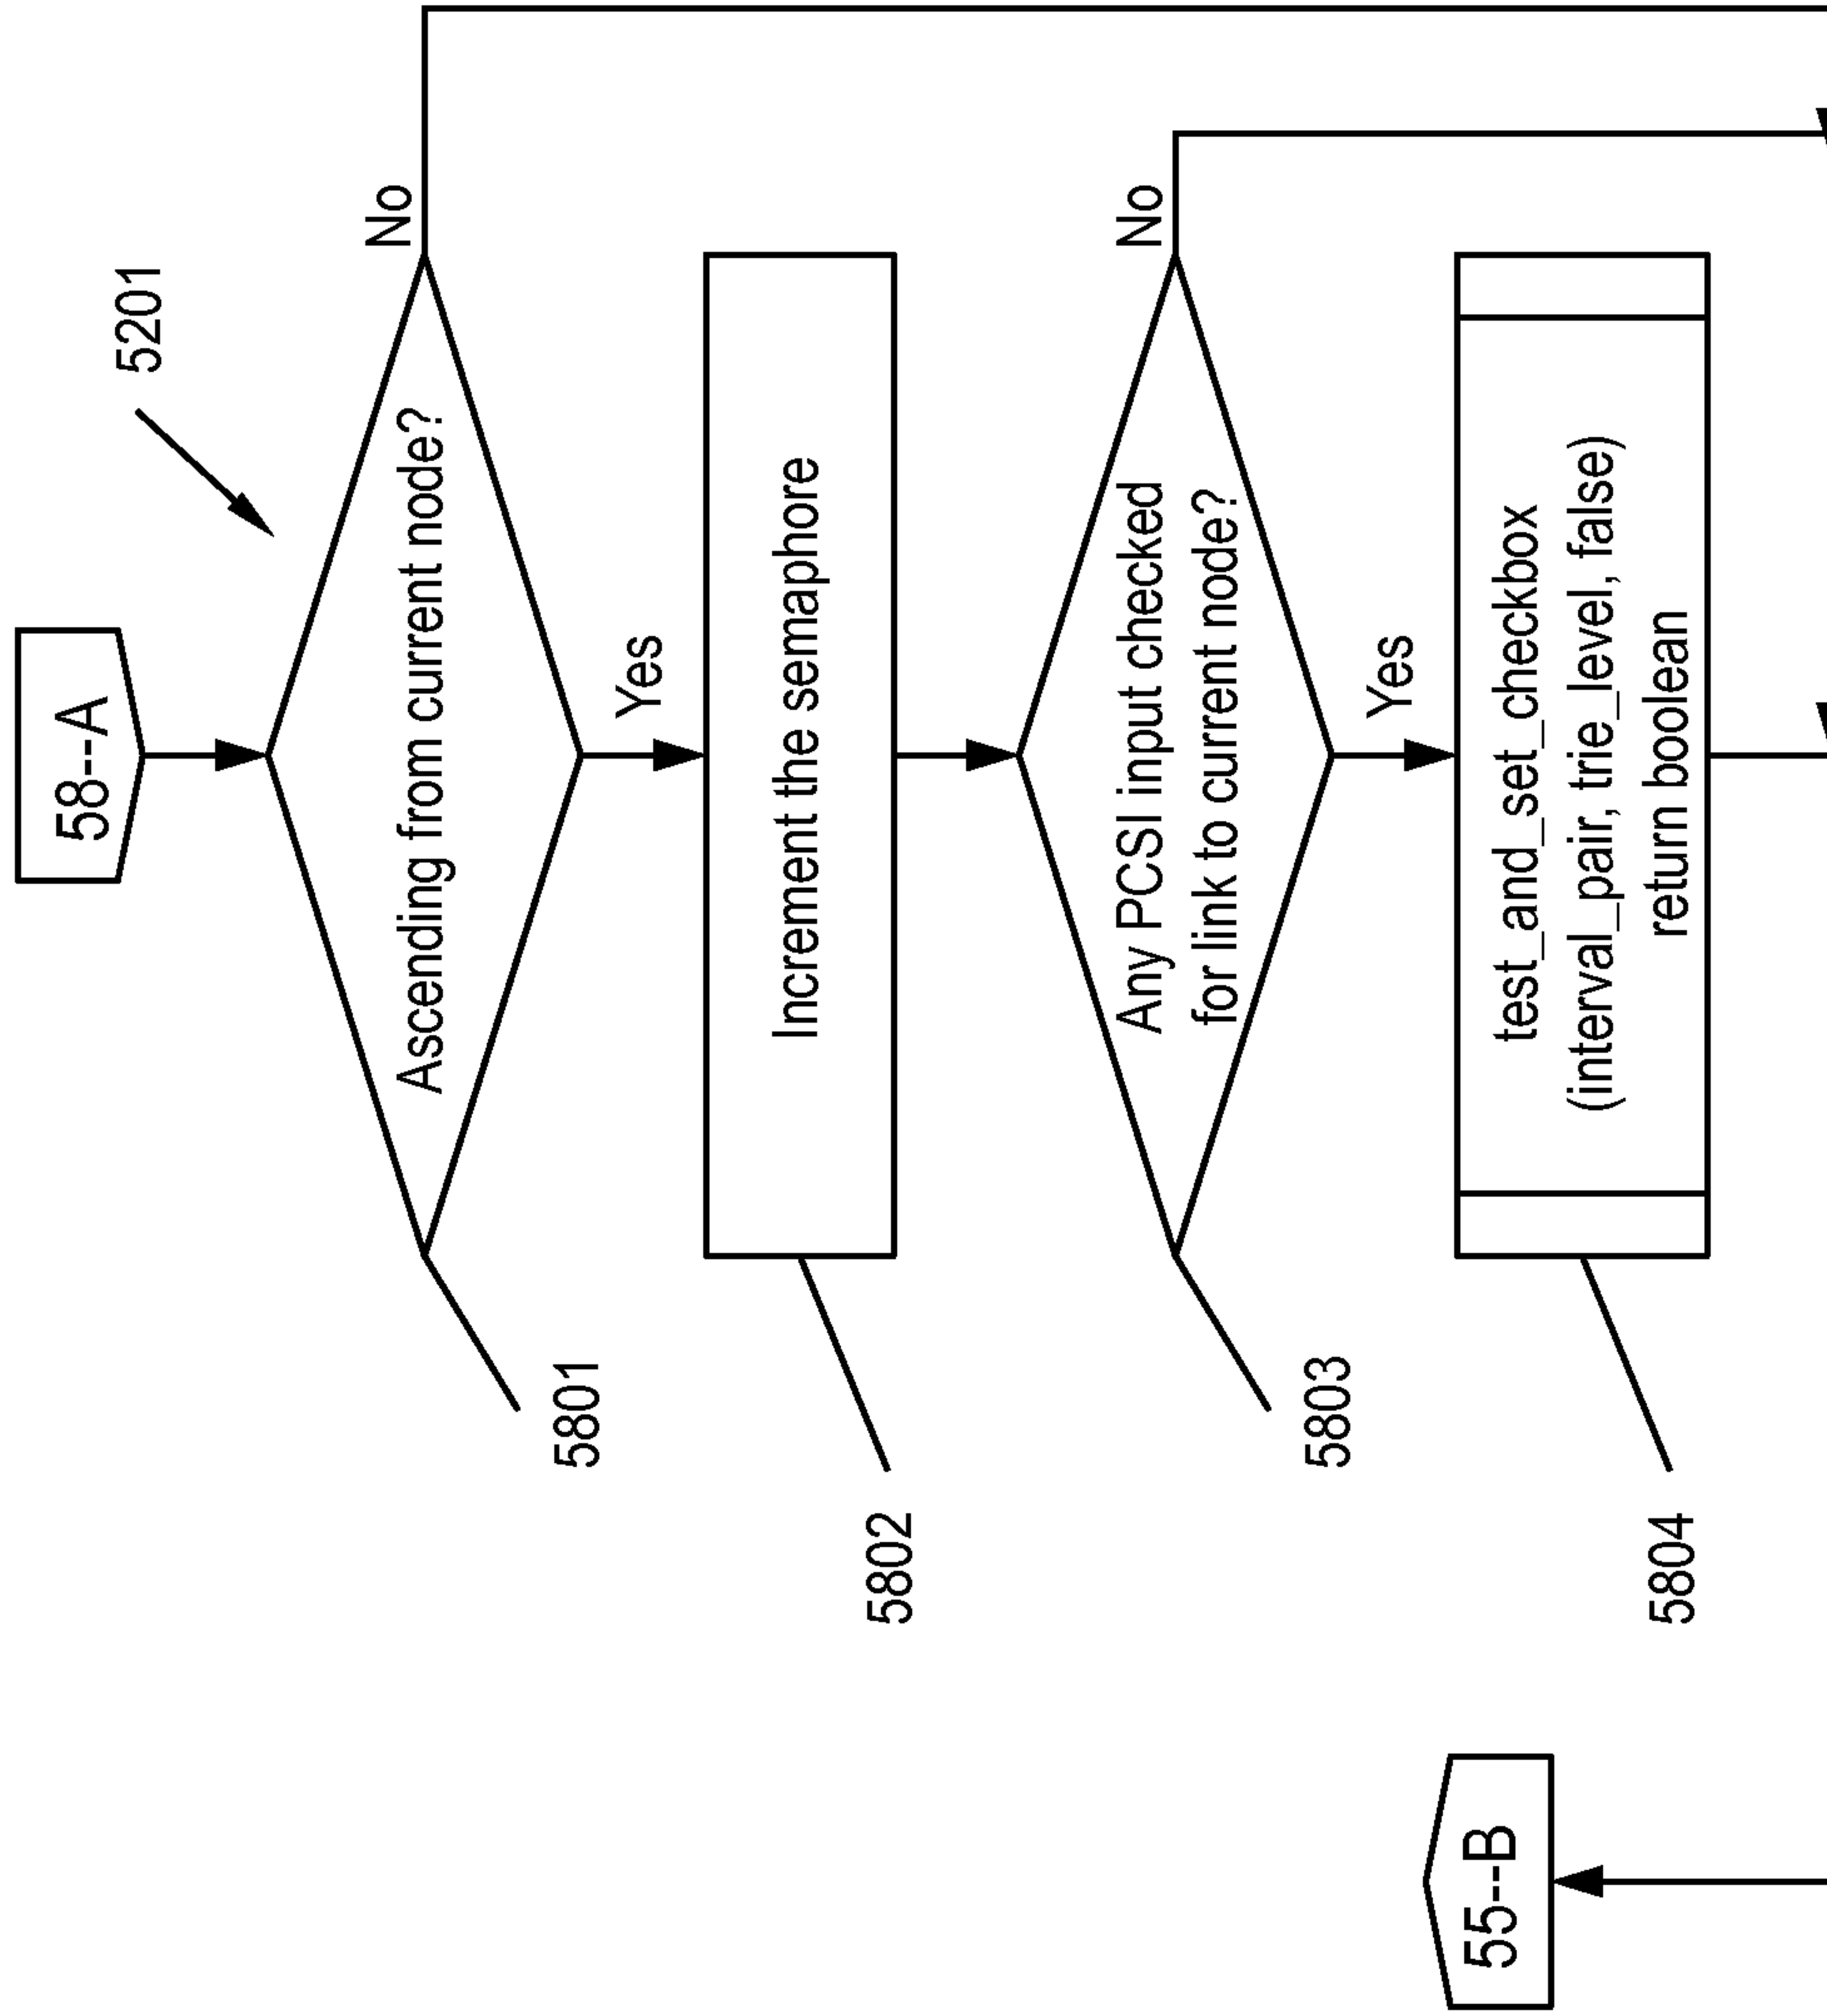 58--A
5201
Ascending from current node?
No
5801
Yes
Increment the semaphore
5802
Any PCSI input checked
for link to current node?
No
5803
Yes
test_and_set_checkbox
(interval_pair, trie_level, false)
return boolean
5804
55--B